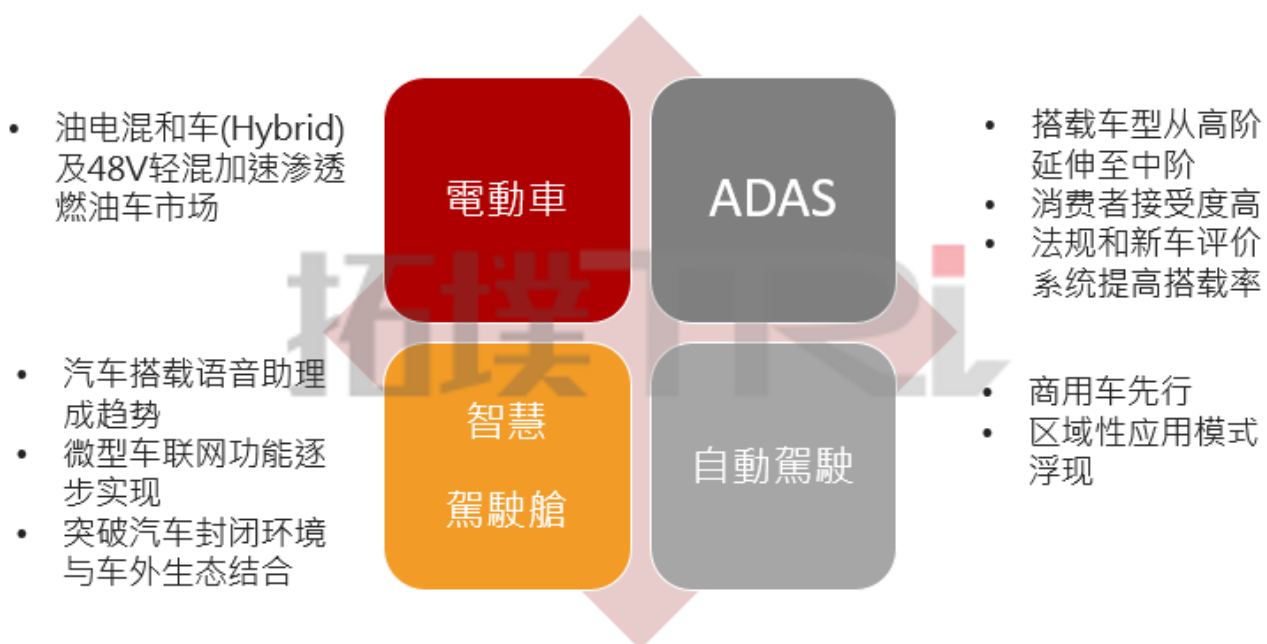 • 油电混和车(Hybrid)
及48V轻混加速渗透
燃油车市场
電動車
ADAS
• 搭载车型从高阶
延伸至中阶
• 消费者接受度高
• 法规和新车评价
系统提高搭载率
• 汽车搭载语音助理
成趋势
• 微型车联网功能逐
步实现
• 突破汽车封闭环境
与车外生态结合
智慧
駕駛艙
自動駕駛
• 商用车先行
• 区域性应用模式
浮现
拓墣TRi